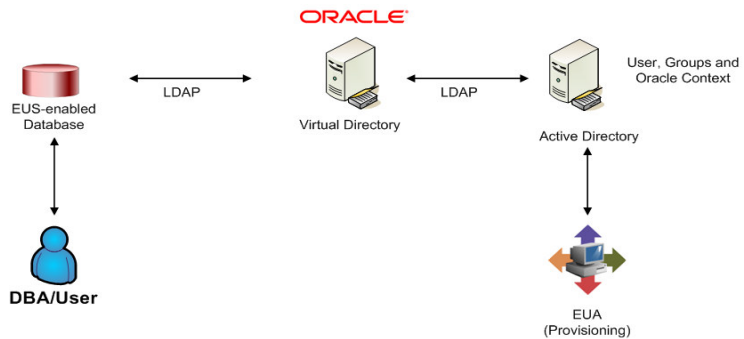 ORACLE
User, Groups and
Oracle Context
LDAP
LDAP
EUS-enabled
Database
Virtual Directory
Active Directory
DBA/User
EUA
(Provisioning)